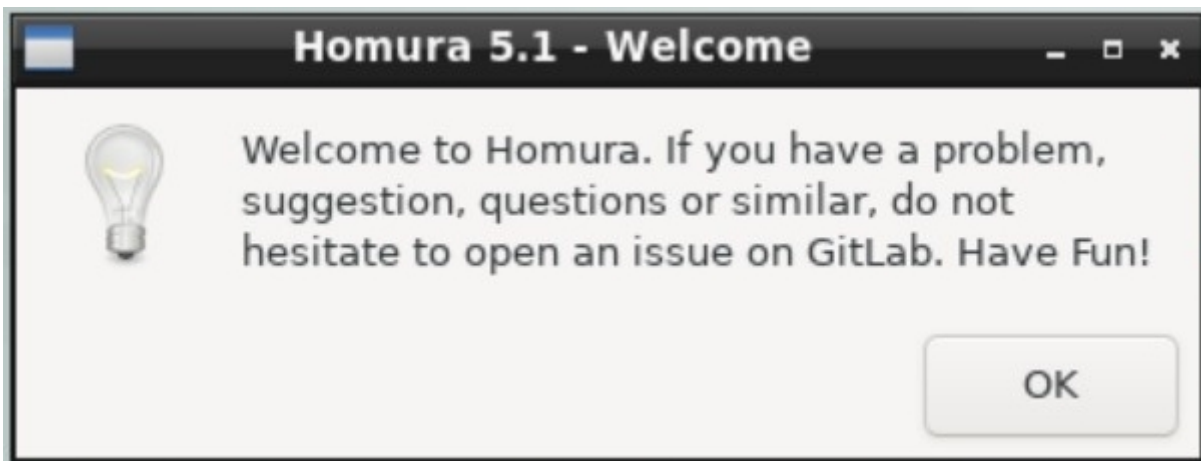 Homura 5.1 - Welcome
Welcome to Homura. If you have a problem,
suggestion, questions or similar, do not
hesitate to open an issue on GitLab. Have Fun!
OK